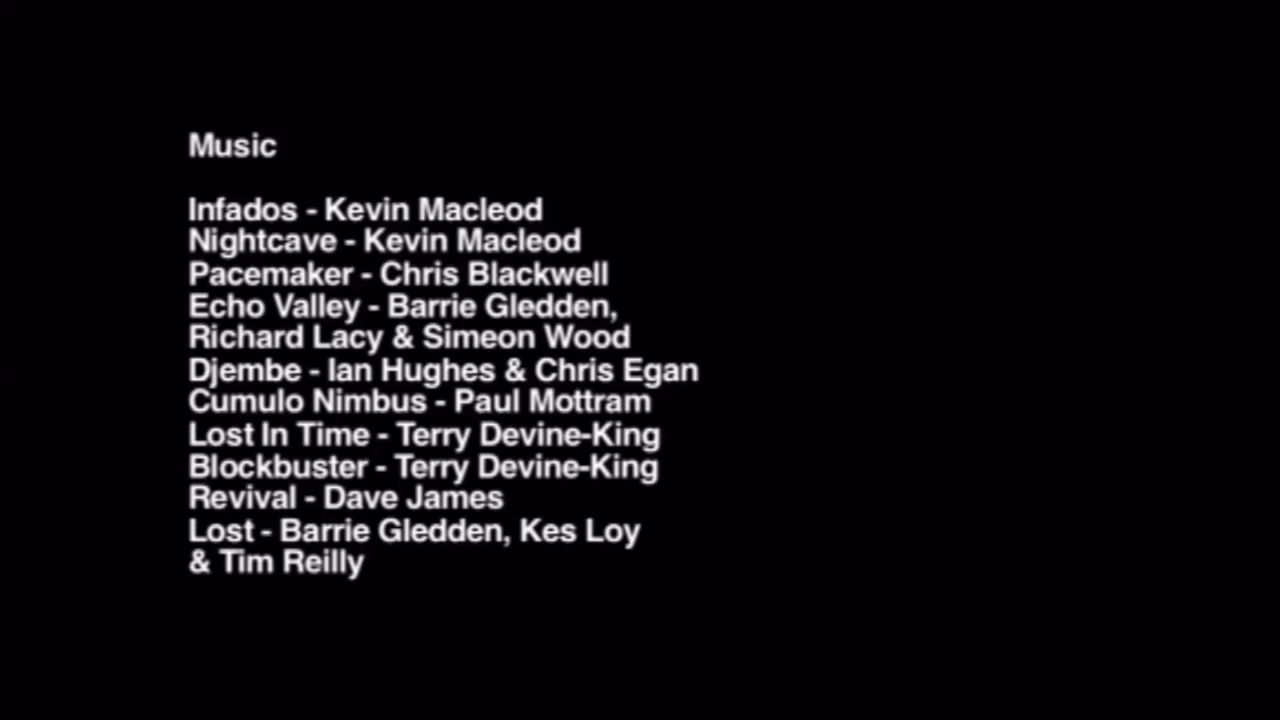 Music
Infados - Kevin Macleod
Nightcave - Kevin Macleod
Pacemaker - Chris Blackwell
Echo Valley - Barrie Gledden,
Richard Lacy & Simeon Wood
Djembe - Ian Hughes & Chris Egan
Cumulo Nimbus - Paul Mottram
Lost In Time - Terry Devine-King
Blockbuster - Terry Devine-King
Revival - Dave James
Lost - Barrie Gledden, Kes Loy
& Tim Reilly